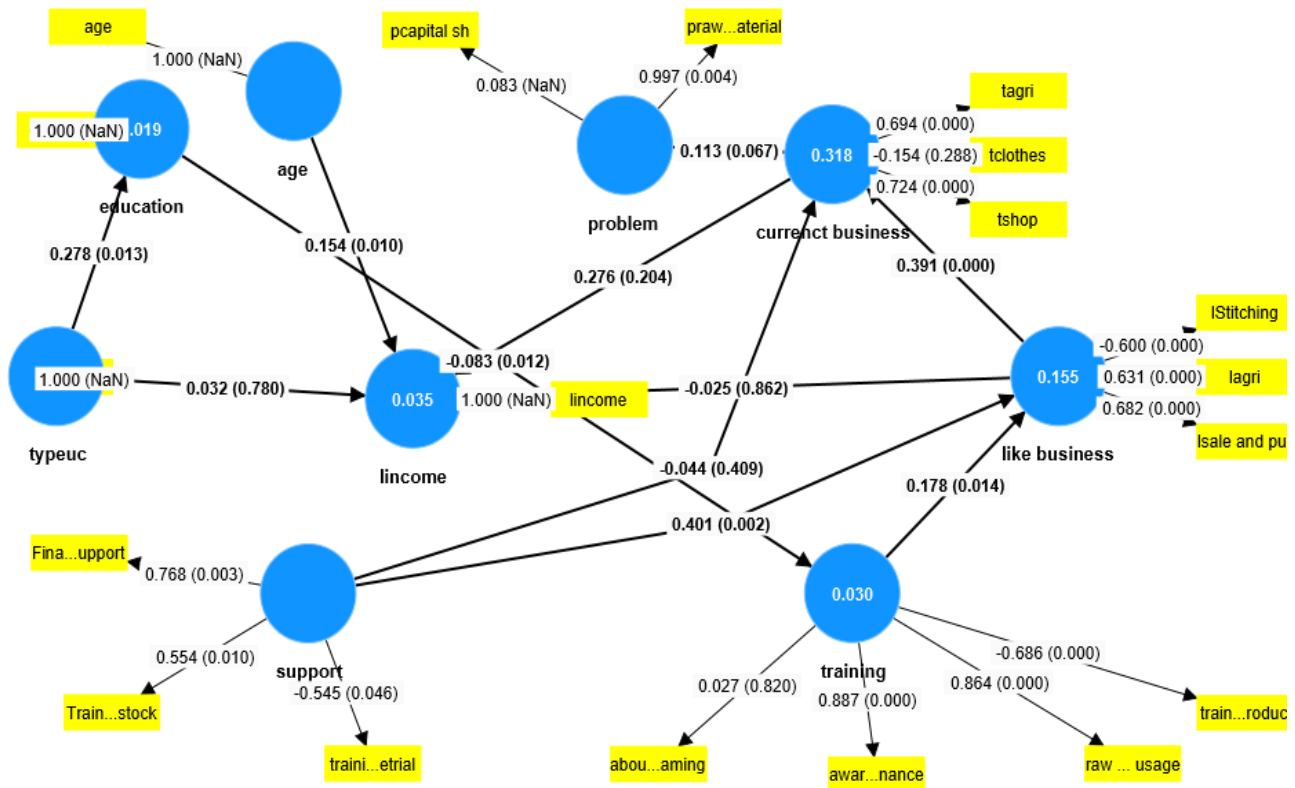 age
1.000 (NaN)
pcapital sh
praw...aterial
0.083 (NaN)
0.997 (0.004)
tagri
0.694 (0.000)
1.000 (NaN)
.019
0.113 (0.067)
0.318
-0.154 (0.288)
tclothes
age
0.724 (0.000)
education
problem
currenct business
tshop
0.278 (0.013)
0.154 (0.010)
0.276 (0.204)
0.391 (0.000)
lStitching
-0.600 (0.000)
-0.083 (0.012)
1.000 (NaN)
0.032 (0.780)
0.035
1.000 (NaN)
lincome
-0.025 (0.862)
0.155
0.631 (0.000)
lagri
0.682 (0.000)
lsale and pu
typeuc
lincome
like business
-0.044 (0.409)
0.178 (0.014)
0.401 (0.002)
Fina...upport
0.768 (0.003)
0.030
0.554 (0.010)
support
-0.545 (0.046)
training
-0.686 (0.000)
0.027 (0.820)
0.887 (0.000)
0.864 (0.000)
Train...stock
train...roduc
traini...etrial
abou...aming
awar...nance
raw ... usage